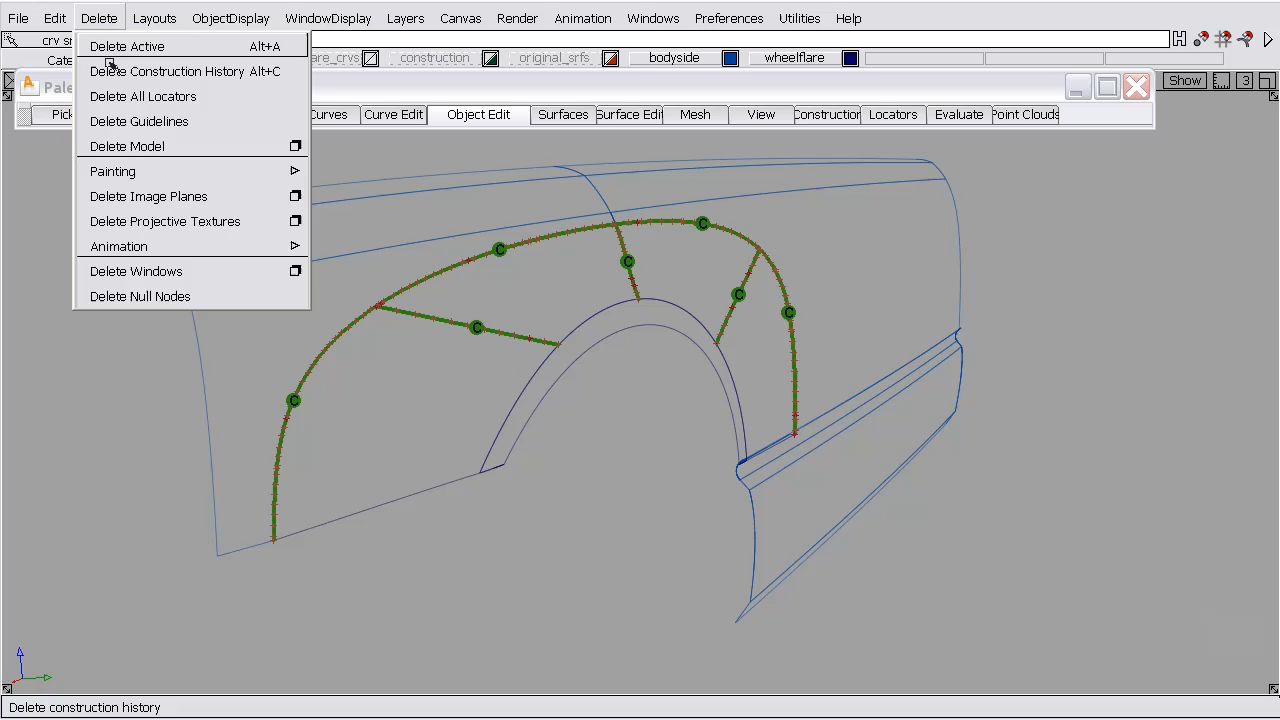 File Edit Delete Layouts ObjectDisplay WindowDisplay Layers Canvas Render Animation Windows Preferences Utilities Help
crv
construction original_srfs bodyside wheelflare
Delete Active Alt+A
Delete Construction History Alt+C
Delete All Locators
Delete Guidelines
Delete Model
Painting
Delete Image Planes
Delete Projective Textures
Animation
Delete Windows
Delete Null Nodes
Show 3
Curve Edit Object Edit Surfaces Surface Edi Mesh View Construction Locators Evaluate Point Clouds
C
C
C
C
C
C
C
Delete construction history